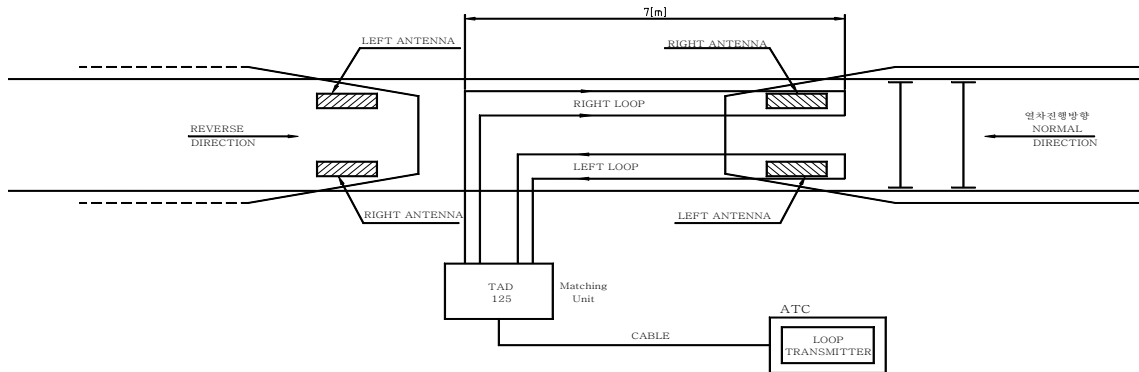 7[m]
LEFT ANTENNA
RIGHT ANTENNA
RIGHT LOOP
REVERSE
DIRECTION
열차진행방향
NORMAL
DIRECTION
LEFT LOOP
RIGHT ANTENNA
LEFT ANTENNA
TAD
125
Matching
Unit
ATC
CABLE
LOOP
TRANSMITTER